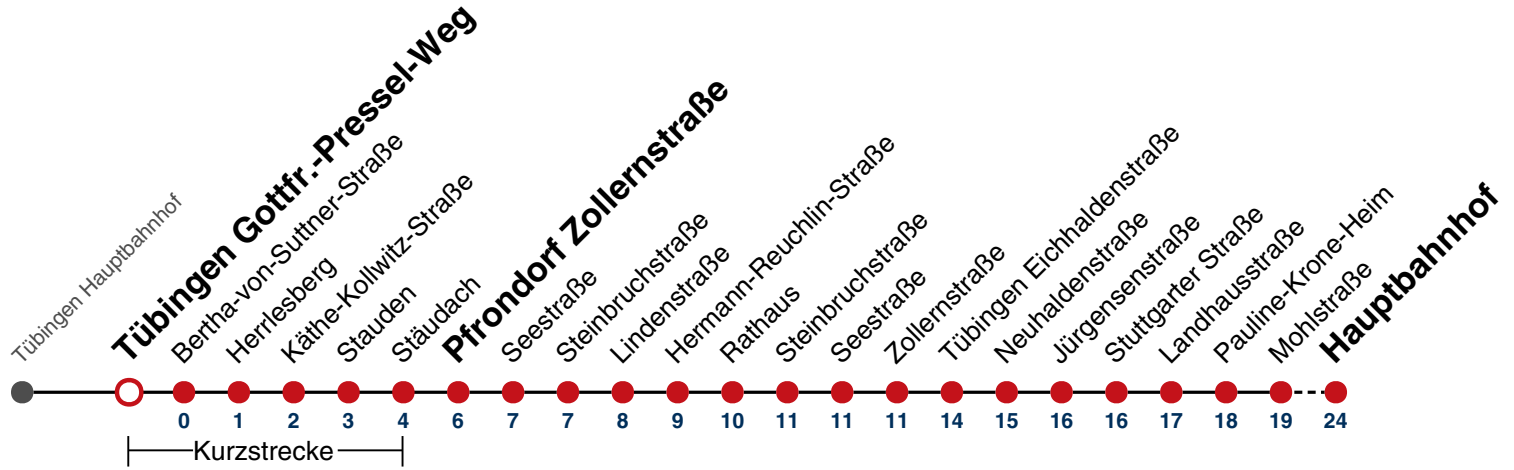 Tübingen Hauptbahnhof
Tübingen Gottfr.-Pressel-Weg
Bertha-von-Suttner-Straße
Herrlesberg
Käthe-Kollwitz-Straße
Stauden
Stäudach
Pfrondorf Zollernstraße
Seestraße
Steinbruchstraße
Lindenstraße
Hermann-Reuchlin-Straße
Rathaus
Steinbruchstraße
Seestraße
Zollernstraße
Tübingen Eichhaldenstraße
Neuhaldenstraße
Jürgensenstraße
Stuttgarter Straße
Landhausstraße
Pauline-Krone-Heim
Mohlstraße
Hauptbahnhof
0 1 2 3 4 6 7 7 8 9 10 11 11 11 14 15 16 16 17 18 19 24
Kurzstrecke